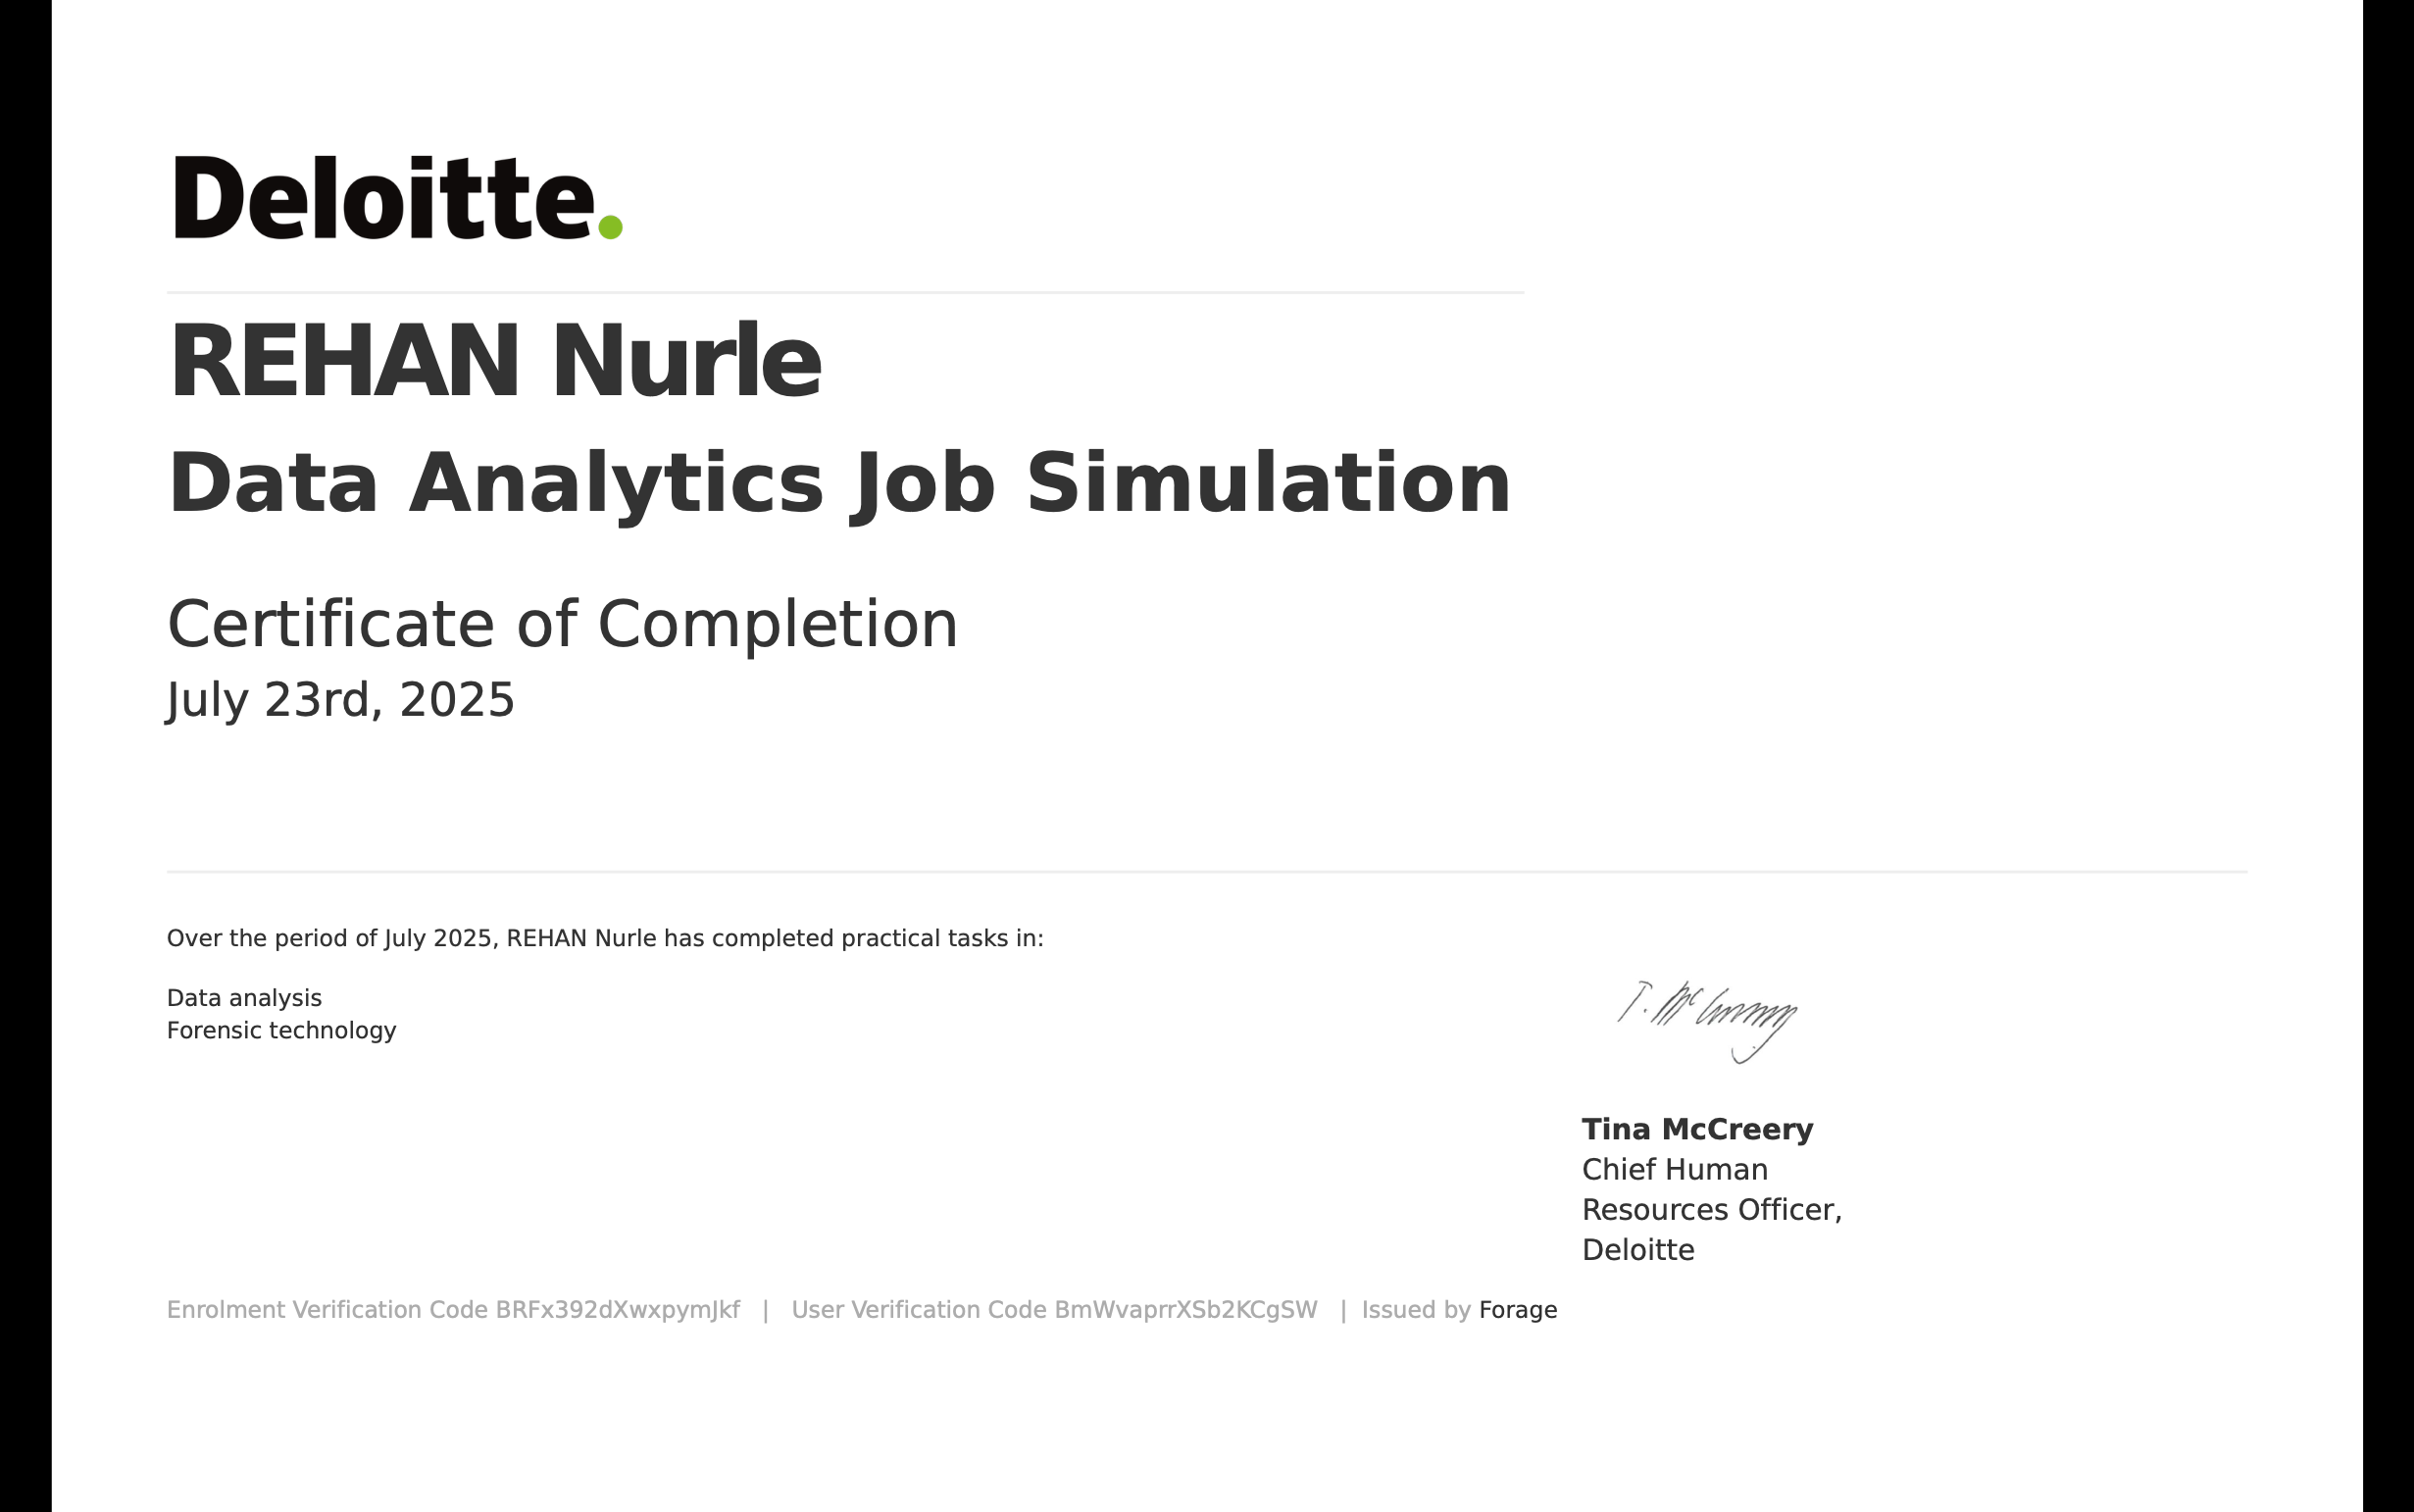 Deloitte.
REHAN Nurle
Data Analytics Job Simulation
Certificate of Completion
July 23rd, 2025
Over the period of July 2025, REHAN Nurle has completed practical tasks in:
Data analysis
Forensic technology
T. McCreery
Tina McCreery
Chief Human
Resources Officer,
Deloitte
Enrolment Verification Code BRFx392dXwxpymJkf | User Verification Code BmWvaprrXSb2KCgSW | Issued by Forage